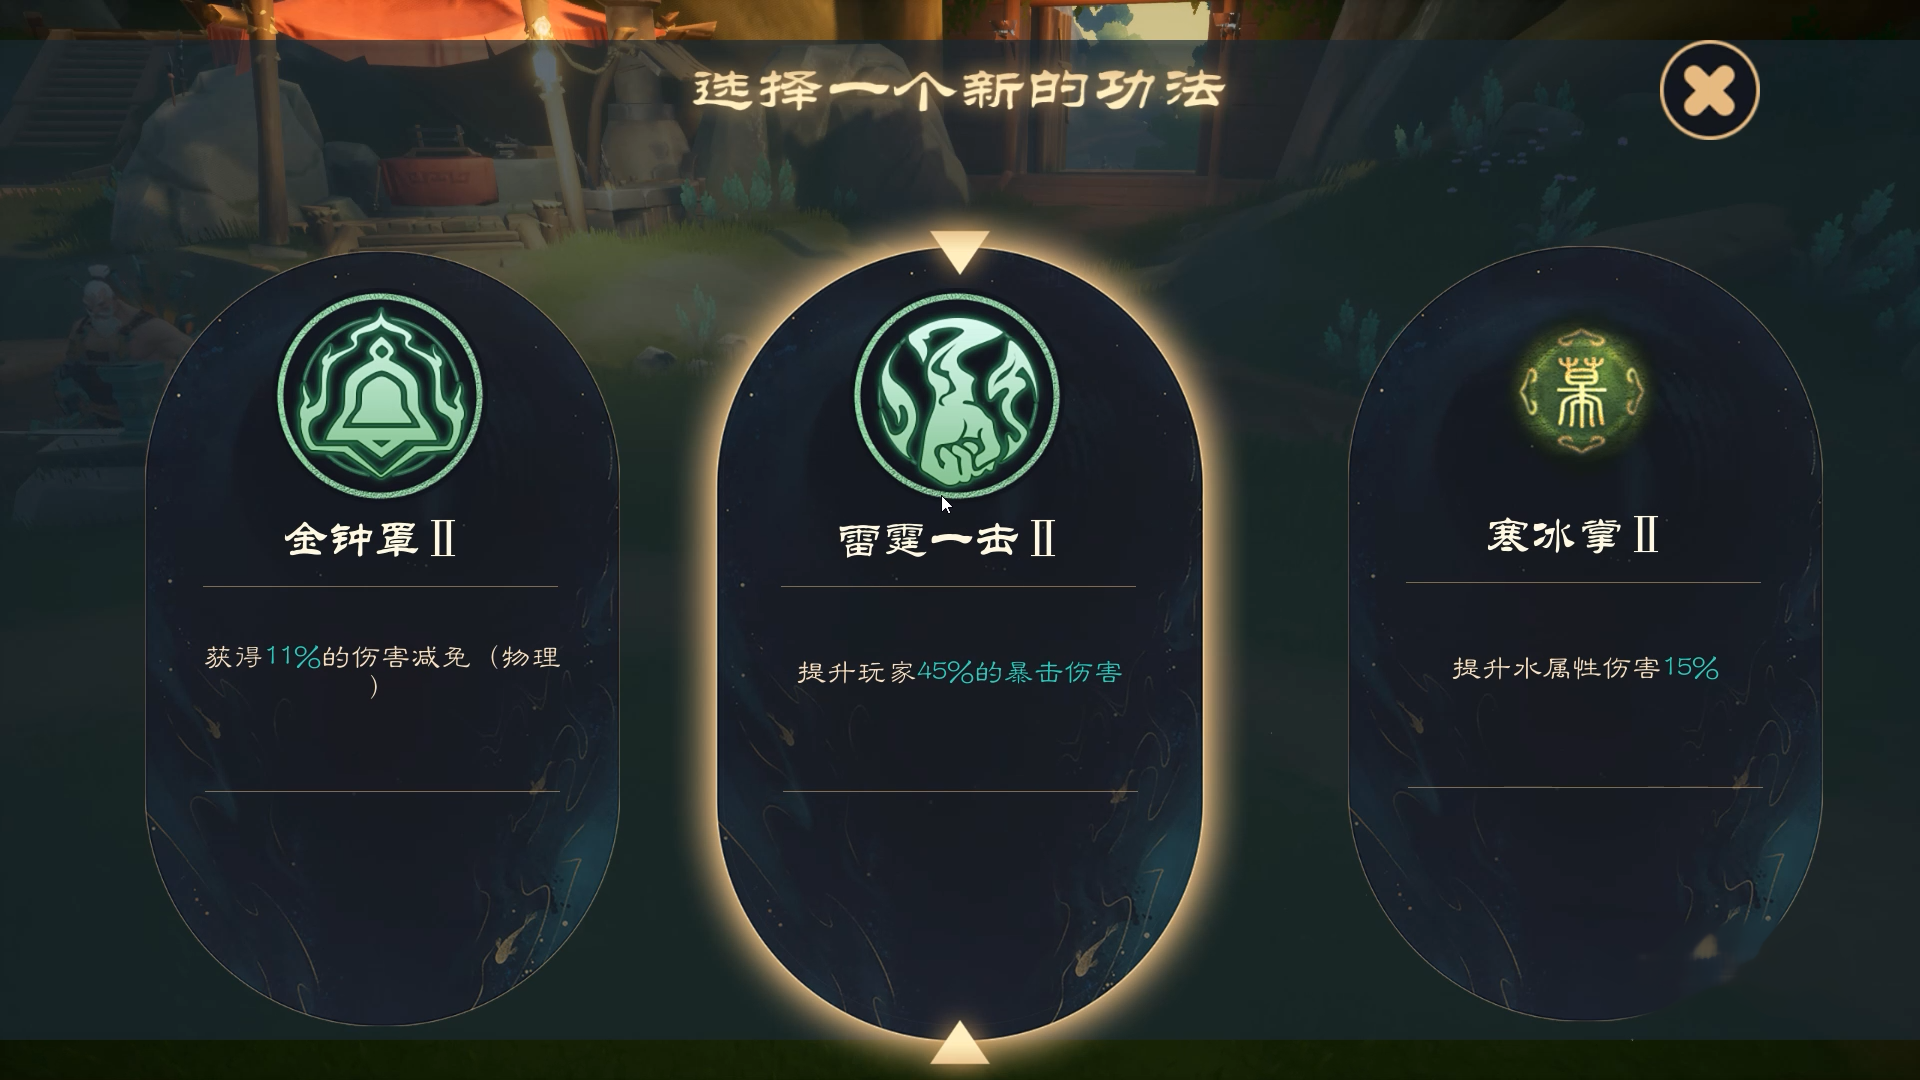 选择一个新的功法
金钟罩Ⅱ
获得11%的伤害减免（物理
）
雷霆一击Ⅱ
提升玩家45%的暴击伤害
寒冰掌Ⅱ
提升水属性伤害15%